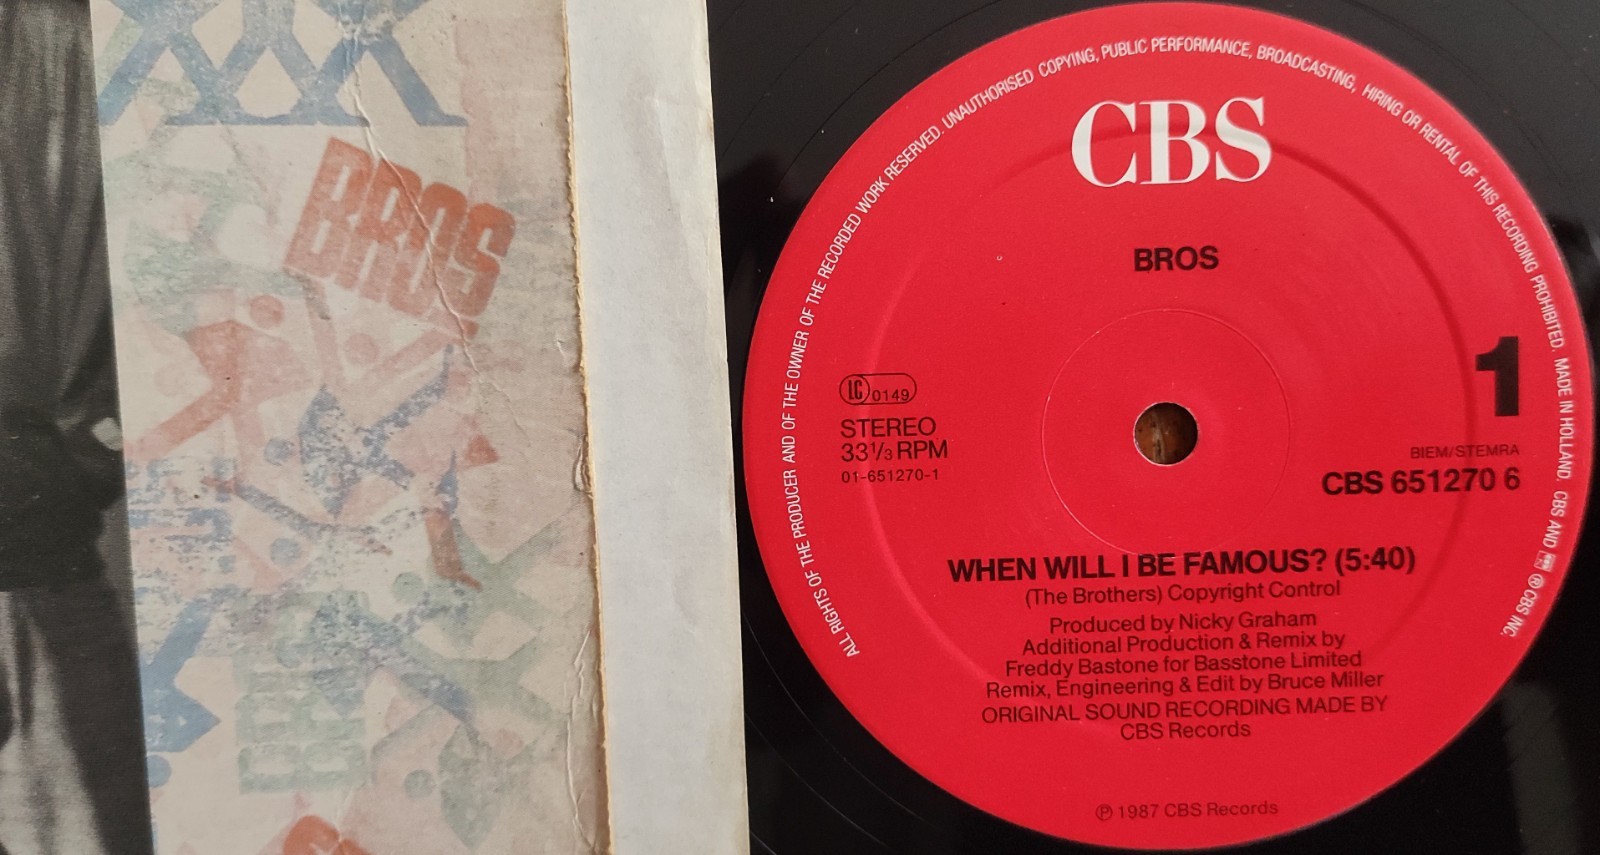 BROS
ALL RIGHTS OF THE PRODUCER AND OF THE OWNER OF THE RECORDED WORK RESERVED. UNAUTHORISED COPYING, PUBLIC PERFORMANCE, BROADCASTING, HIRING OR RENTAL OF THIS RECORDING PROHIBITED. MADE IN HOLLAND. CBS AND ® CBS INC.
CBS
BROS
1
LC 0149
STEREO
33 1/3 RPM
01-651270-1
BIEM/STEMRA
CBS 651270 6
WHEN WILL I BE FAMOUS? (5:40)
(The Brothers) Copyright Control
Produced by Nicky Graham
Additional Production & Remix by
Freddy Bastone for Basstone Limited
Remix, Engineering & Edit by Bruce Miller
ORIGINAL SOUND RECORDING MADE BY
CBS Records
℗ 1987 CBS Records